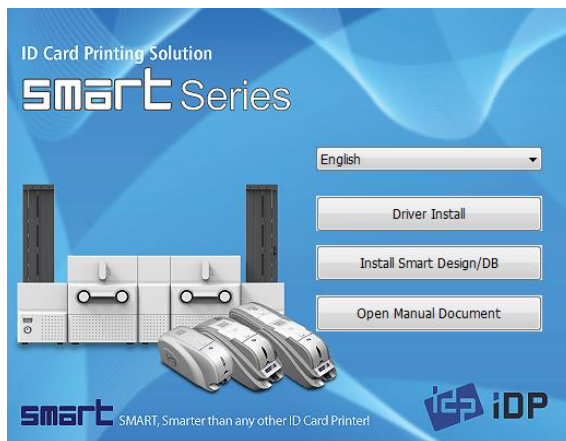 ID Card Printing Solution
smart Series
English
Driver Install
Install Smart Design/DB
Open Manual Document
smart SMART, Smarter than any other ID Card Printer!
iDP iDP